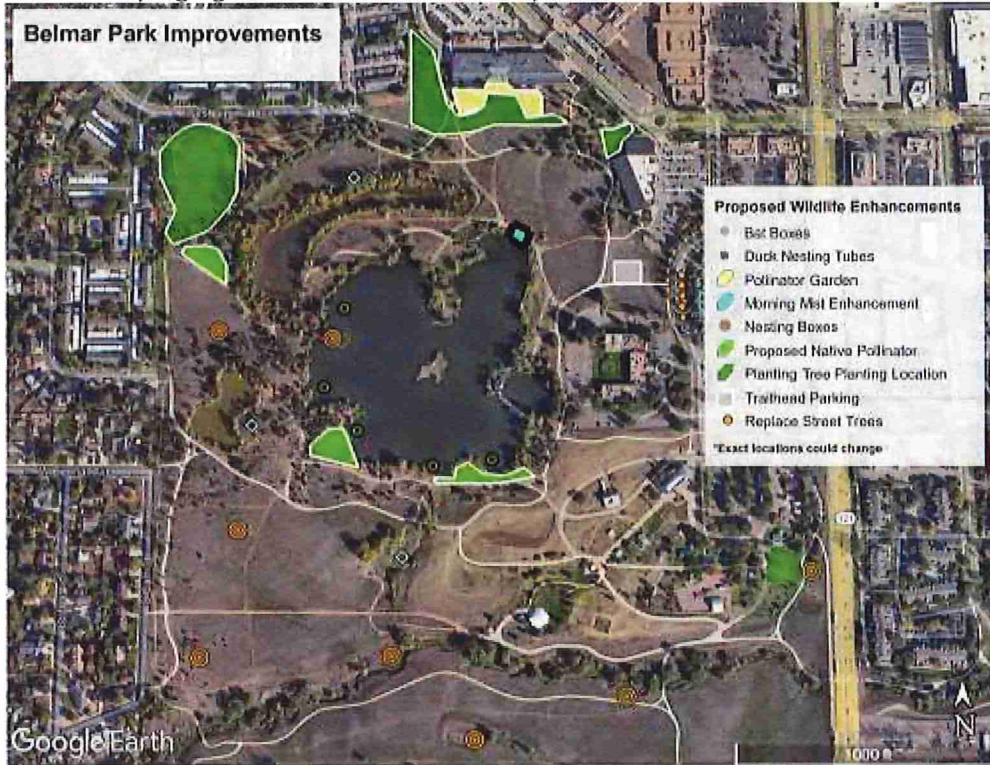 Belmar Park Improvements
Proposed Wildlife Enhancements
Bat Boxes
Duck Nesting Tubes
Pollinator Garden
Morning Mist Enhancement
Nesting Boxes
Proposed Native Pollinator
Planting Tree Planting Location
Trailhead Parking
Replace Street Trees
*Exact locations could change
121
N
Google Earth
1000 ft